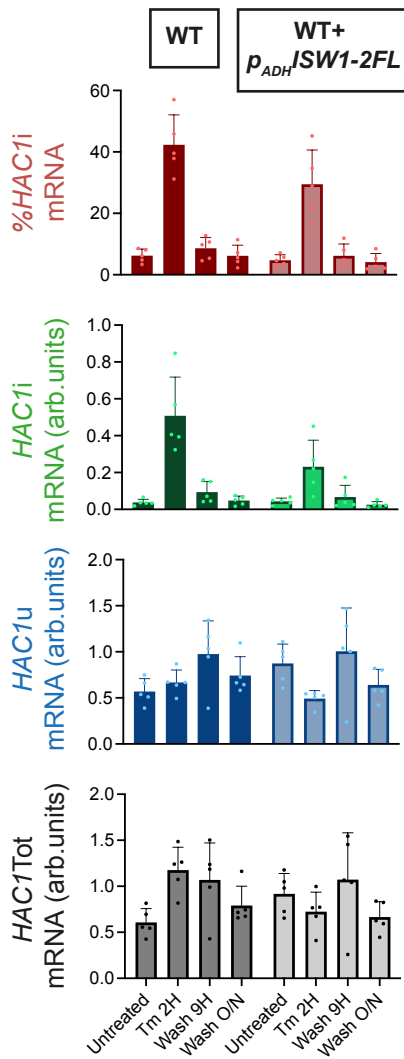 WT
WT+
pADHISW1-2FL
%HAC1i
mRNA
60
40
20
0
HAC1i
mRNA (arb.units)
1.0
0.8
0.6
0.4
0.2
0.0
HAC1u
mRNA (arb.units)
1.5
1.0
0.5
0.0
HAC1Tot
mRNA (arb.units)
2.0
1.5
1.0
0.5
0.0
Untreated
Tm 2H
Wash 9H
Wash O/N
Untreated
Tm 2H
Wash 9H
Wash O/N